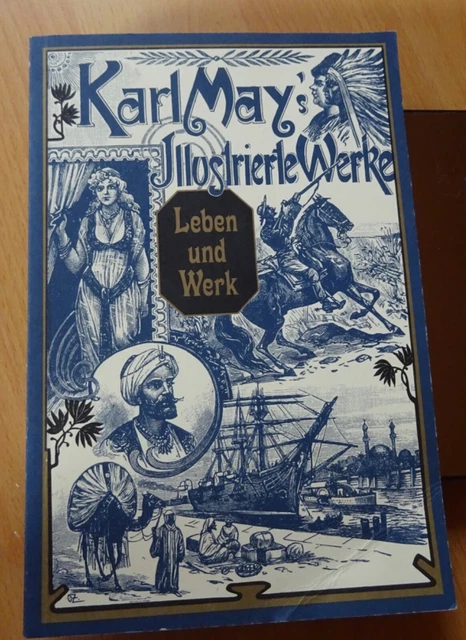 Karl May's
Illustrierte Werke
Leben
und
Werk